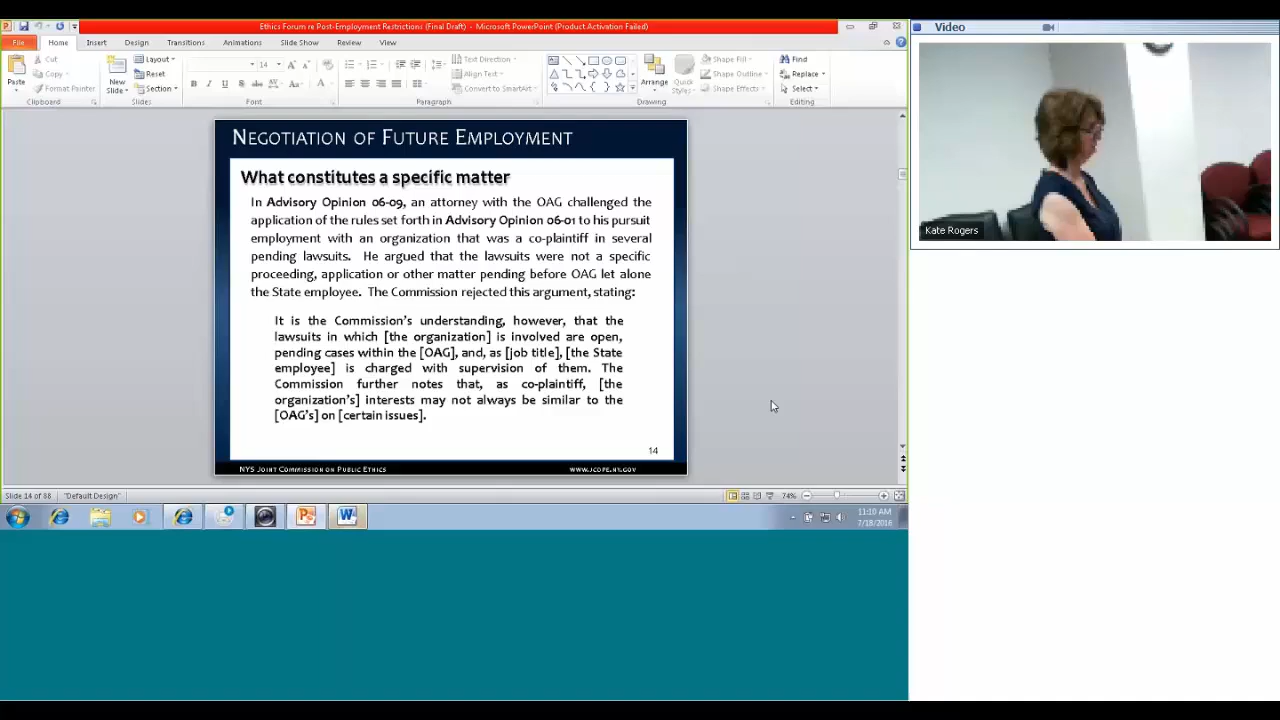 Ethics Forum re Post-Employment Restrictions (Final Draft) - Microsoft PowerPoint (Product Activation Failed)
Video
File Home Insert Design Transitions Animations Slide Show Review View
Paste
Cut
Copy
Format Painter
Clipboard
New
Slide
Layout
Reset
Section
Slides
14
B I U S abc AV Aa A
Font
Text Direction
Align Text
Convert to SmartArt
Paragraph
Arrange
Quick
Styles
Shape Fill
Shape Outline
Shape Effects
Drawing
Find
Replace
Select
Editing
NEGOTIATION OF FUTURE EMPLOYMENT
What constitutes a specific matter
In Advisory Opinion 06-09, an attorney with the OAG challenged the
application of the rules set forth in Advisory Opinion 06-01 to his pursuit
employment with an organization that was a co-plaintiff in several
pending lawsuits. He argued that the lawsuits were not a specific
proceeding, application or other matter pending before OAG let alone
the State employee. The Commission rejected this argument, stating:
It is the Commission's understanding, however, that the
lawsuits in which [the organization] is involved are open,
pending cases within the [OAG], and, as [job title], [the State
employee] is charged with supervision of them. The
Commission further notes that, as co-plaintiff, [the
organization's] interests may not always be similar to the
[OAG's] on [certain issues].
14
NYS JOINT COMMISSION ON PUBLIC ETHICS WWW.JCOPE.NY.GOV
Kate Rogers
Slide 14 of 88 "Default Design" 74%
11:10 AM
7/18/2016